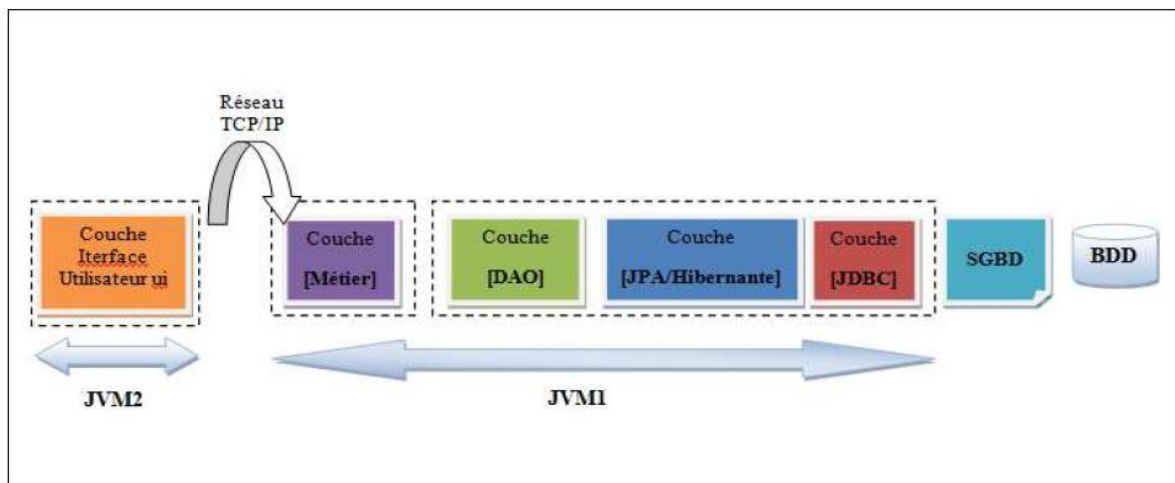 Réseau
TCP/IP
Couche
Iterface
Utilisateur ui
Couche
[Métier]
Couche
[DAO]
Couche
[JPA/Hibernante]
Couche
[JDBC]
SGBD
BDD
JVM2
JVM1